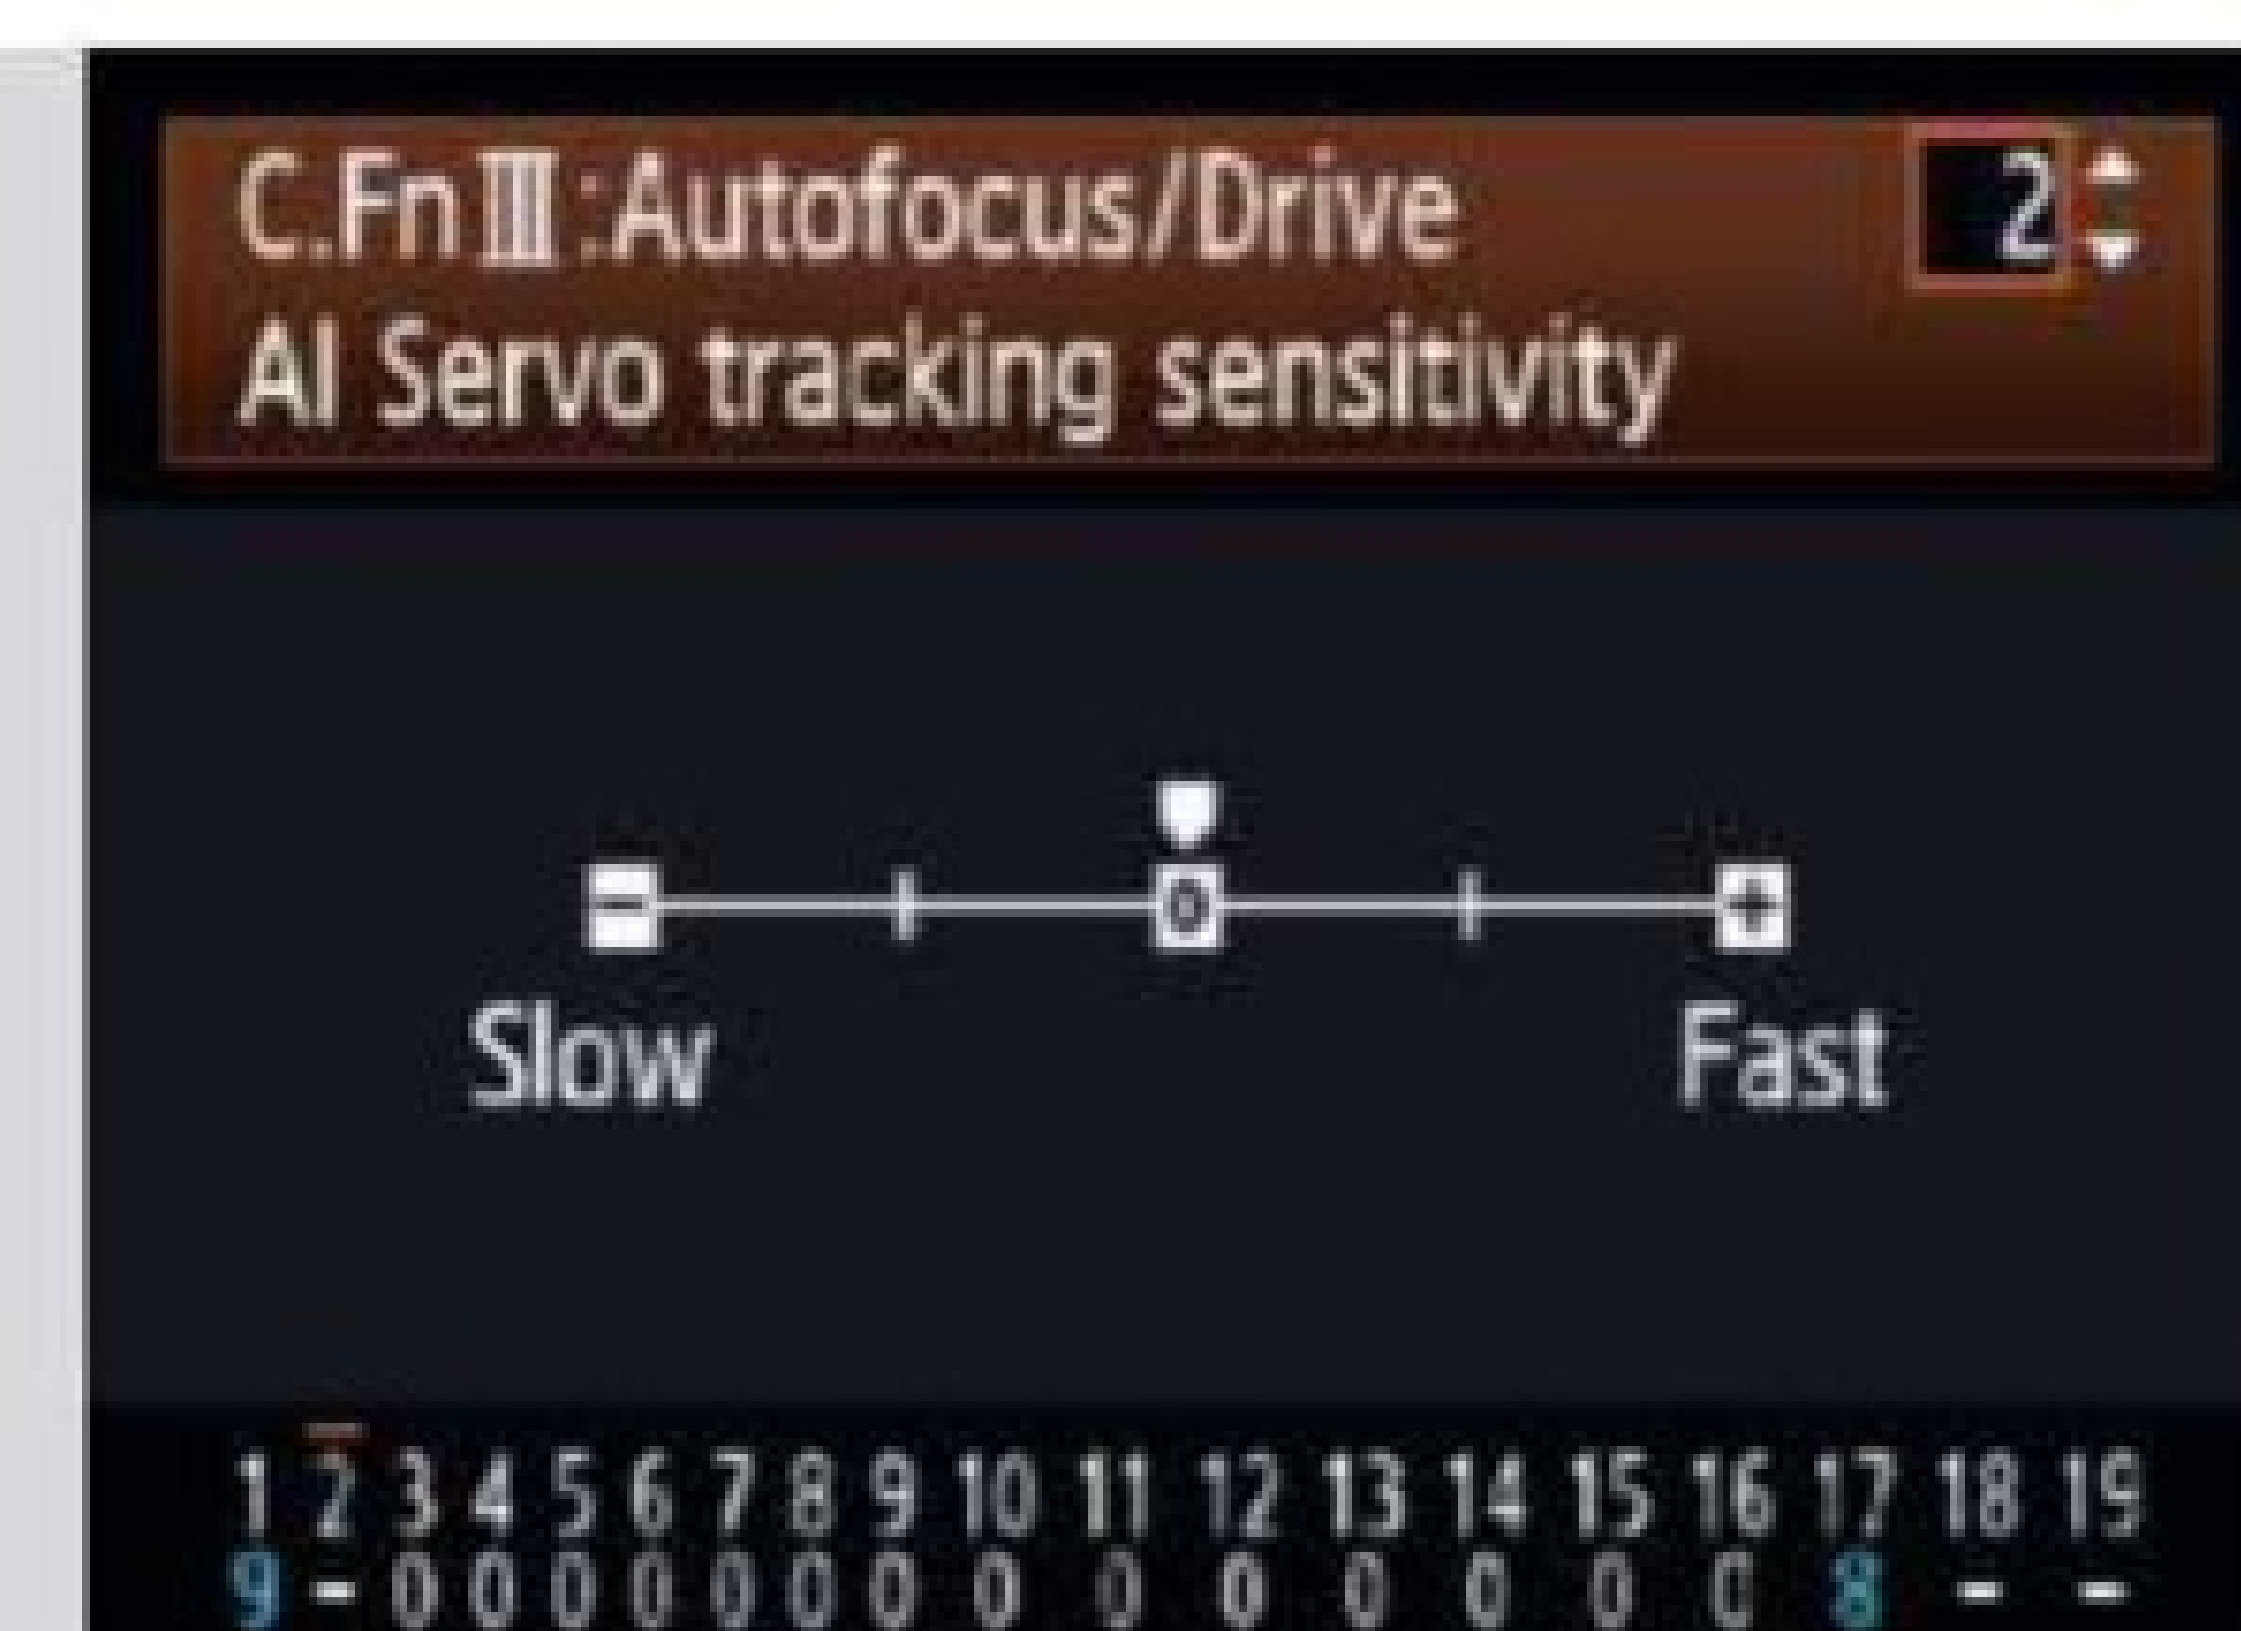 C.Fn III :Autofocus/Drive 2
AI Servo tracking sensitivity
− 0 +
Slow Fast
1 2 3 4 5 6 7 8 9 10 11 12 13 14 15 16 17 18 19
9 - 0 0 0 0 0 0 0 0 0 0 0 0 0 0 8 - -